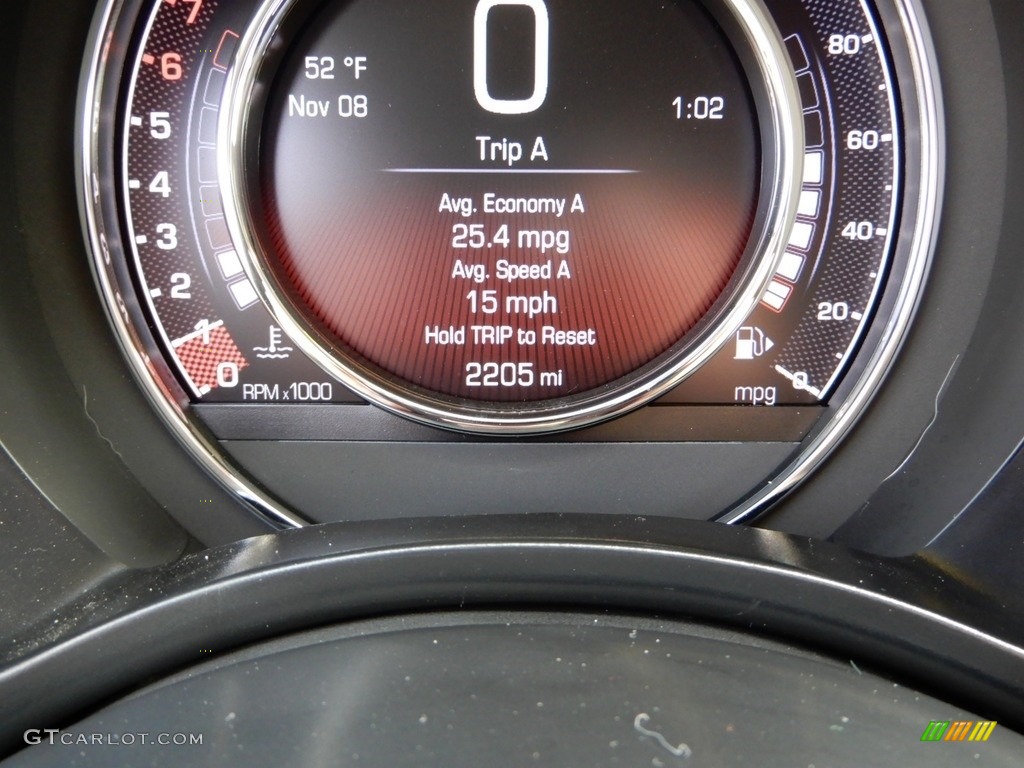 0
52 °F
Nov 08
1:02
Trip A
Avg. Economy A
25.4 mpg
Avg. Speed A
15 mph
Hold TRIP to Reset
2205 mi
7
6
5
4
3
2
1
0
RPM x1000
80
60
40
20
0
mpg
GTCARLOT.COM